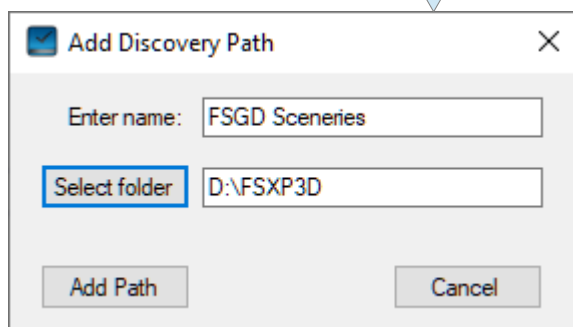 Add Discovery Path
Enter name: FSGD Sceneries
Select folder D:\FSXP3D
Add Path Cancel